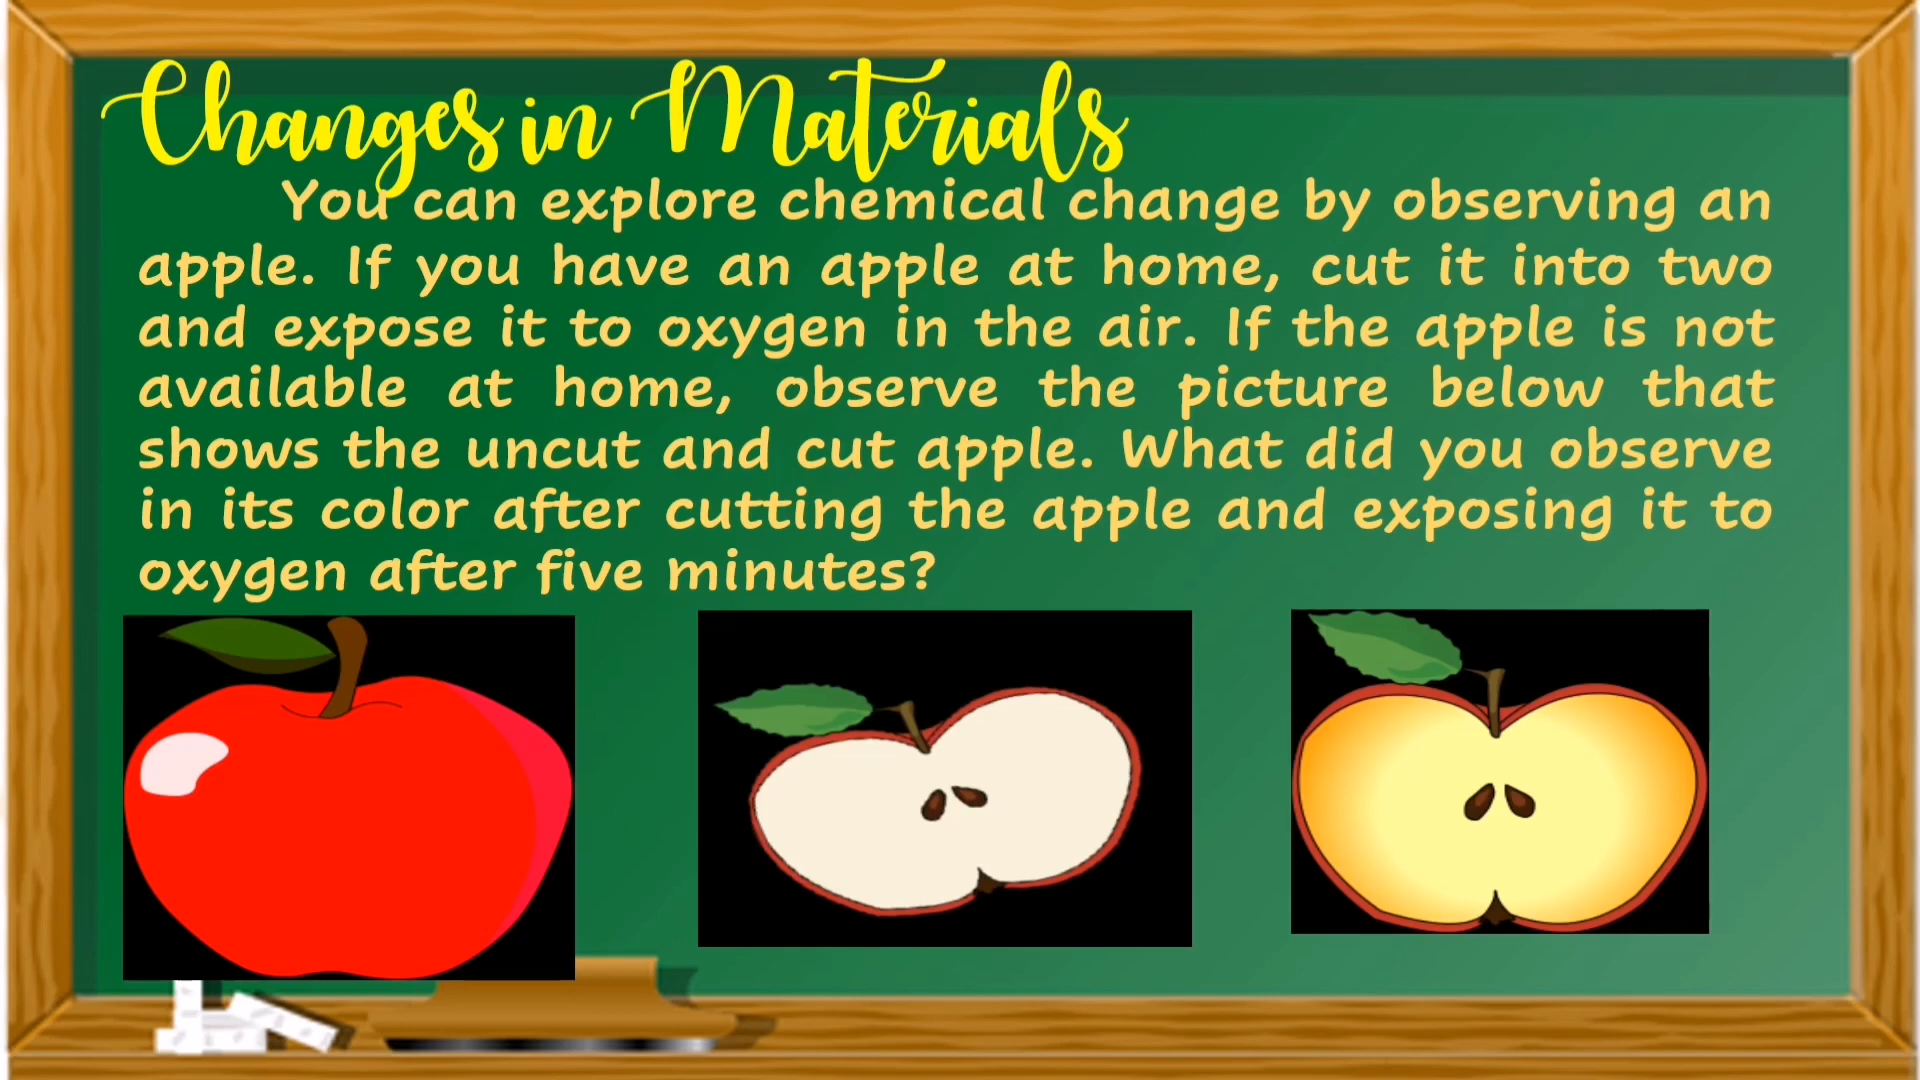 Changes in Materials
You can explore chemical change by observing an
apple. If you have an apple at home, cut it into two
and expose it to oxygen in the air. If the apple is not
available at home, observe the picture below that
shows the uncut and cut apple. What did you observe
in its color after cutting the apple and exposing it to
oxygen after five minutes?